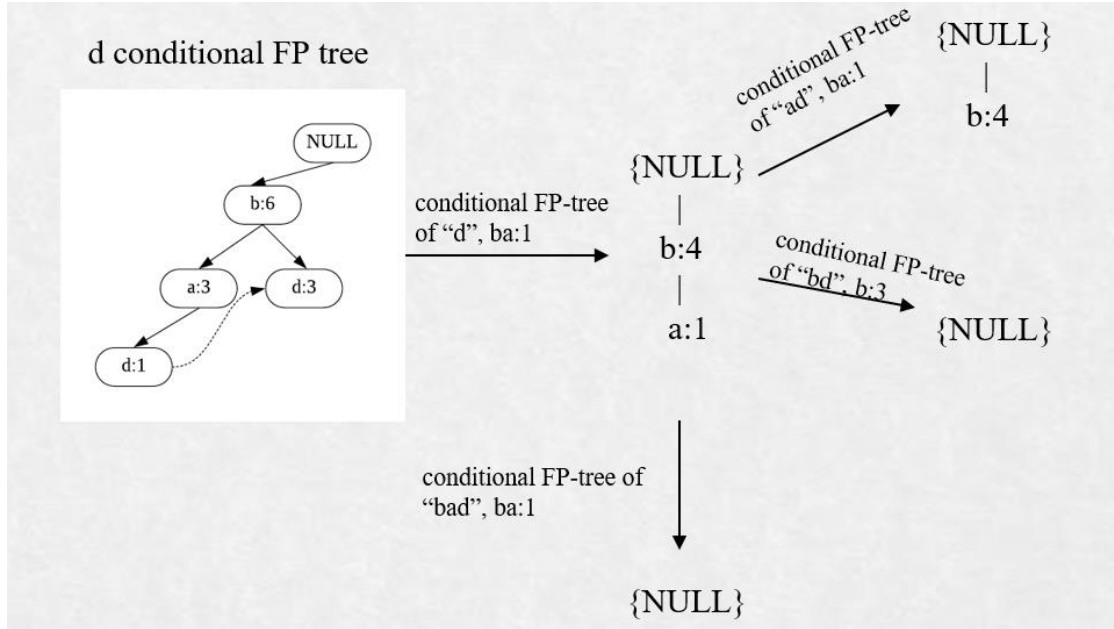 d conditional FP tree
NULL
b:6
a:3
d:3
d:1
conditional FP-tree
of “d”, ba:1
{NULL}
|
b:4
|
a:1
conditional FP-tree
of “ad”, ba:1
{NULL}
|
b:4
conditional FP-tree
of “bd”, b:3
{NULL}
conditional FP-tree of
“bad”, ba:1
{NULL}